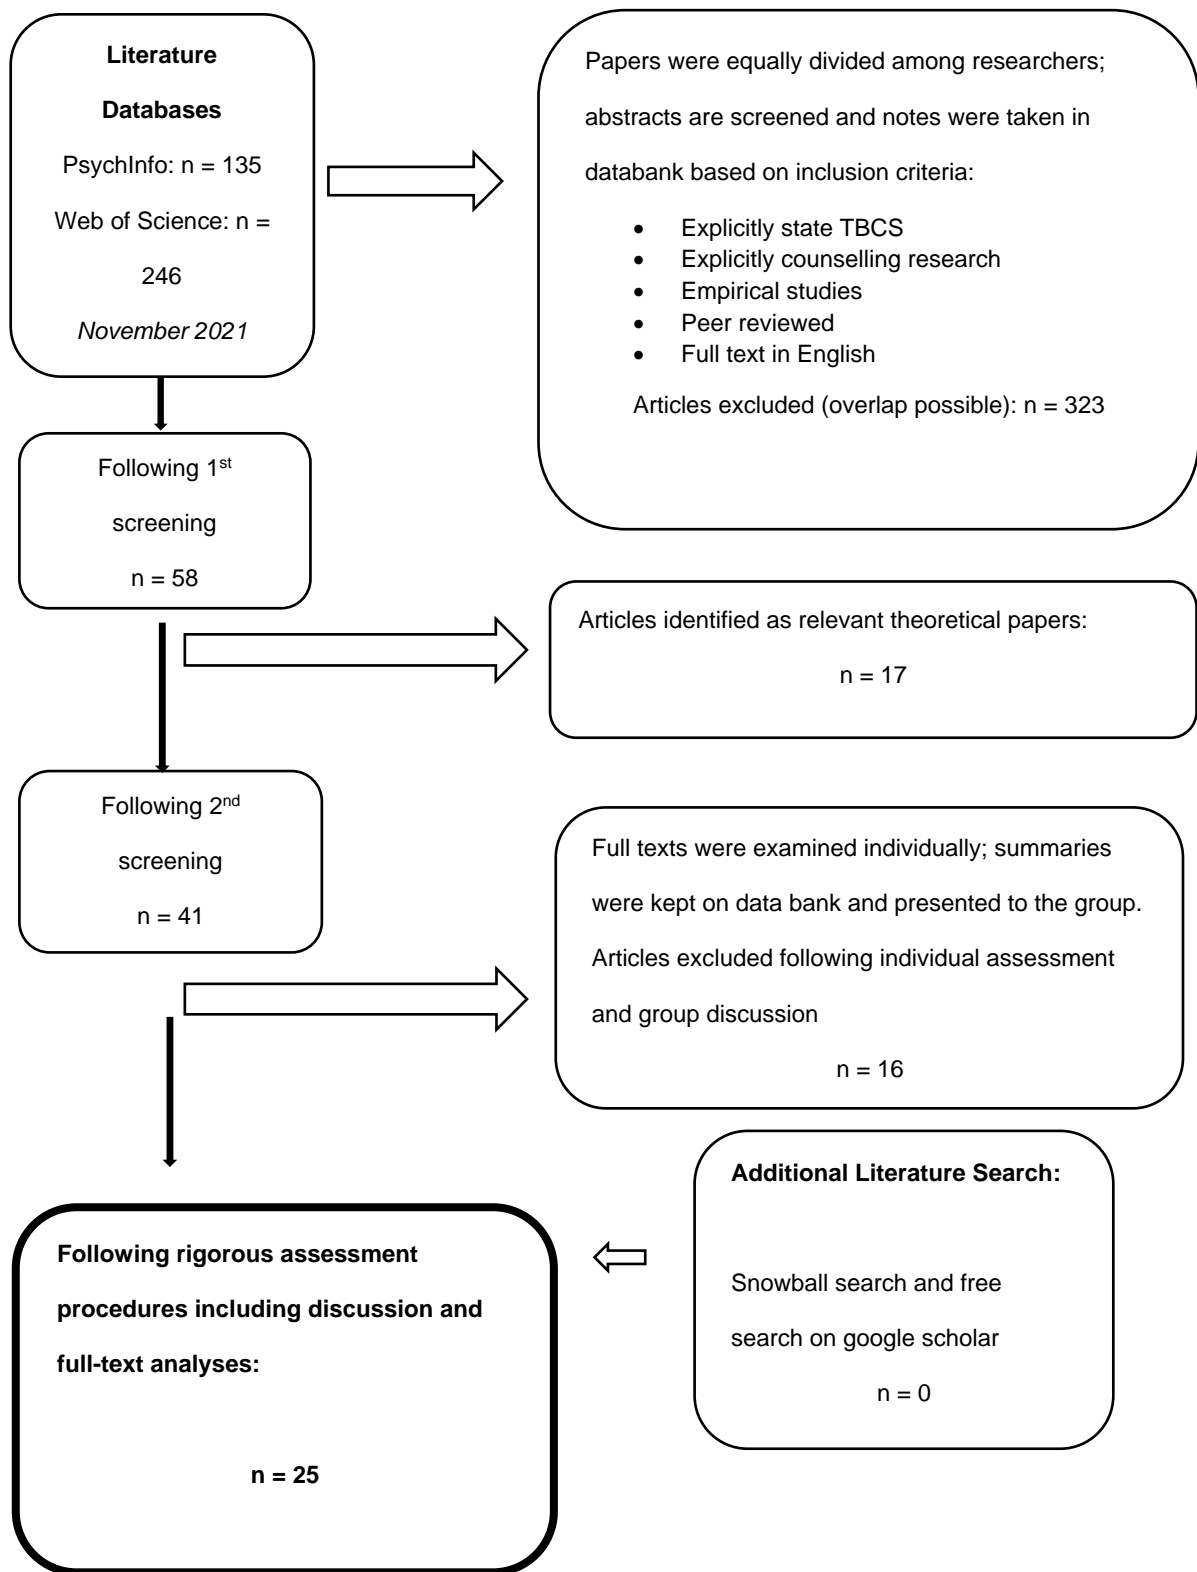 Literature
Databases
PsychInfo: n = 135
Web of Science: n =
246
November 2021
Papers were equally divided among researchers;
abstracts are screened and notes were taken in
databank based on inclusion criteria:
• Explicitly state TBCS
• Explicitly counselling research
• Empirical studies
• Peer reviewed
• Full text in English
Articles excluded (overlap possible): n = 323
Following 1st
screening
n = 58
Articles identified as relevant theoretical papers:
n = 17
Following 2nd
screening
n = 41
Full texts were examined individually; summaries
were kept on data bank and presented to the group.
Articles excluded following individual assessment
and group discussion
n = 16
Additional Literature Search:
Snowball search and free
search on google scholar
n = 0
Following rigorous assessment
procedures including discussion and
full-text analyses:
n = 25